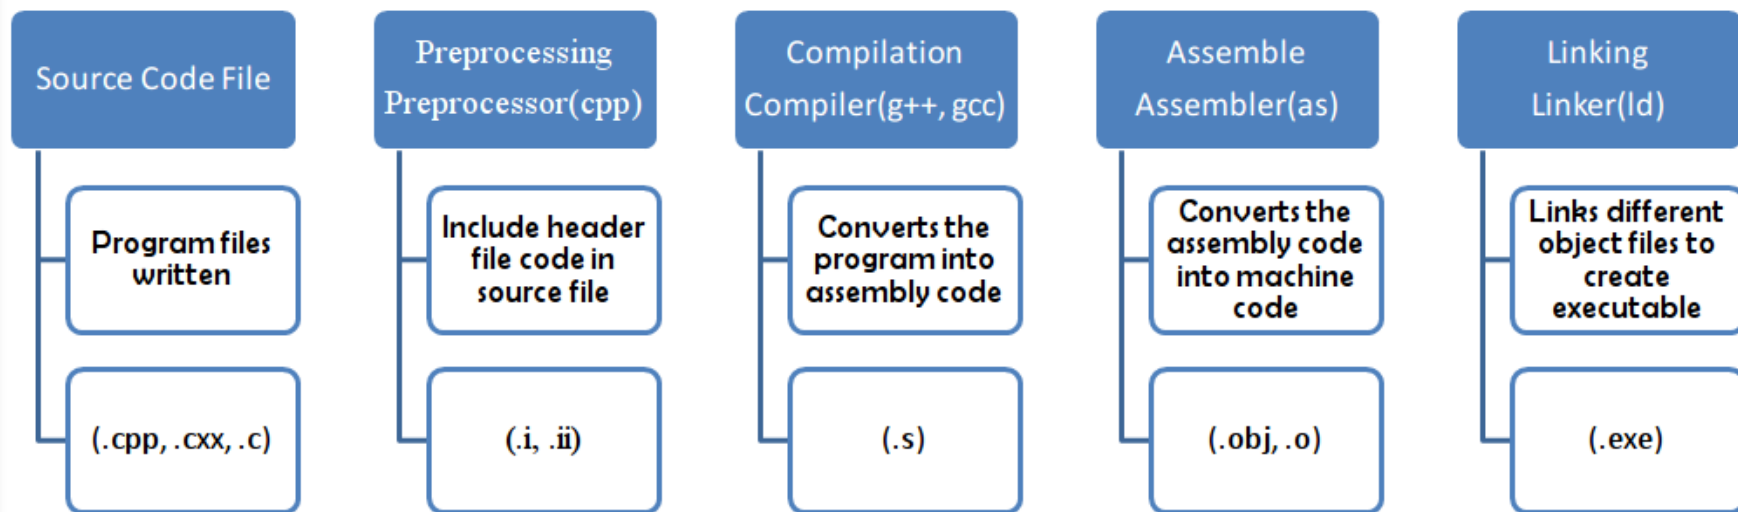 Source Code File
Program files
written
(.cpp, .cxx, .c)
Preprocessing
Preprocessor(cpp)
Include header
file code in
source file
(.i, .ii)
Compilation
Compiler(g++, gcc)
Converts the
program into
assembly code
(.s)
Assemble
Assembler(as)
Converts the
assembly code
into machine
code
(.obj, .o)
Linking
Linker(ld)
Links different
object files to
create
executable
(.exe)